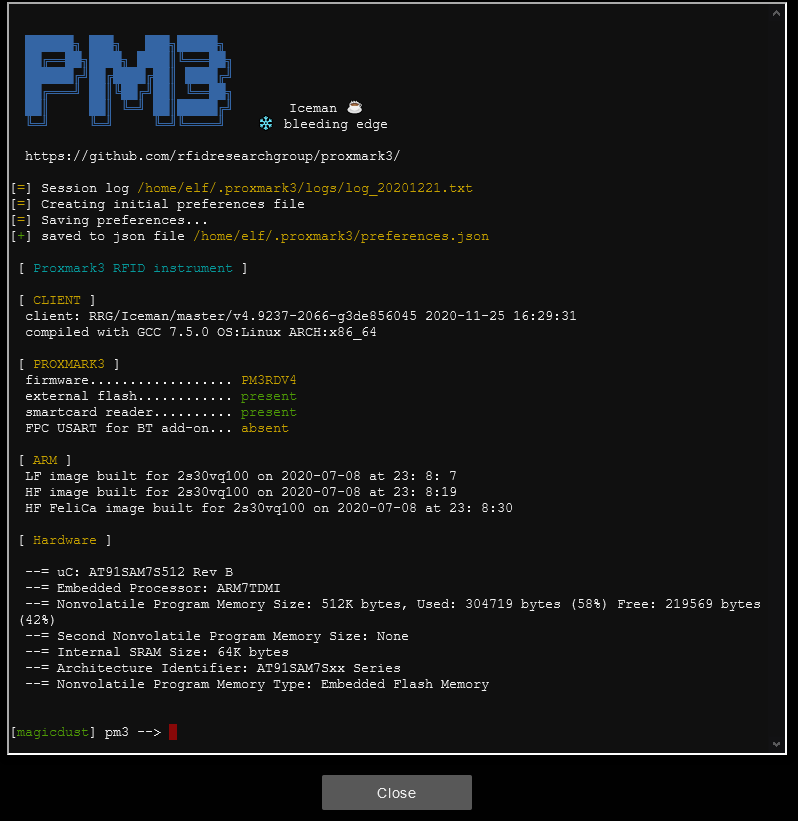 PM3
Iceman ☕
❄ bleeding edge
https://github.com/rfidresearchgroup/proxmark3/
[=] Session log /home/elf/.proxmark3/logs/log_20201221.txt
[=] Creating initial preferences file
[=] Saving preferences...
[+] saved to json file /home/elf/.proxmark3/preferences.json
[ Proxmark3 RFID instrument ]
[ CLIENT ]
client: RRG/Iceman/master/v4.9237-2066-g3de856045 2020-11-25 16:29:31
compiled with GCC 7.5.0 OS:Linux ARCH:x86_64
[ PROXMARK3 ]
firmware.................. PM3RDV4
external flash............ present
smartcard reader.......... present
FPC USART for BT add-on... absent
[ ARM ]
LF image built for 2s30vq100 on 2020-07-08 at 23: 8: 7
HF image built for 2s30vq100 on 2020-07-08 at 23: 8:19
HF FeliCa image built for 2s30vq100 on 2020-07-08 at 23: 8:30
[ Hardware ]
--= uC: AT91SAM7S512 Rev B
--= Embedded Processor: ARM7TDMI
--= Nonvolatile Program Memory Size: 512K bytes, Used: 304719 bytes (58%) Free: 219569 bytes
(42%)
--= Second Nonvolatile Program Memory Size: None
--= Internal SRAM Size: 64K bytes
--= Architecture Identifier: AT91SAM7Sxx Series
--= Nonvolatile Program Memory Type: Embedded Flash Memory
[magicdust] pm3 -->
Close